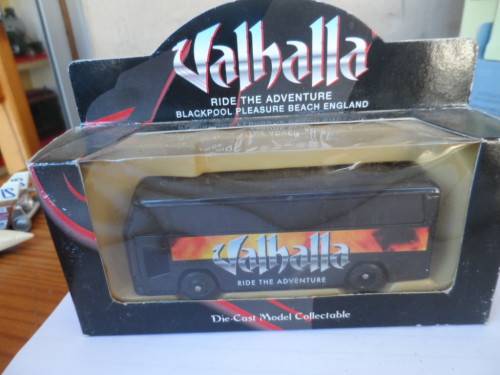 Valhalla
RIDE THE ADVENTURE
BLACKPOOL PLEASURE BEACH ENGLAND
Valhalla
RIDE THE ADVENTURE
Die-Cast Model Collectable